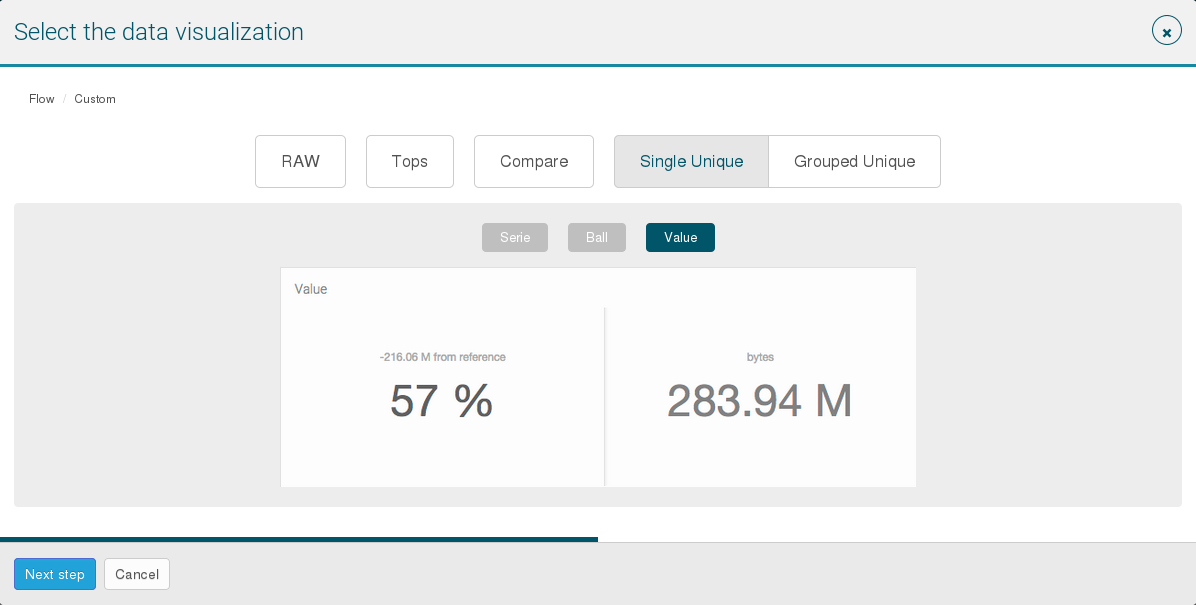 Select the data visualization
Flow / Custom
RAW Tops Compare Single Unique Grouped Unique
Serie Ball Value
Value
-216.06 M from reference bytes
57 % 283.94 M
Next step Cancel